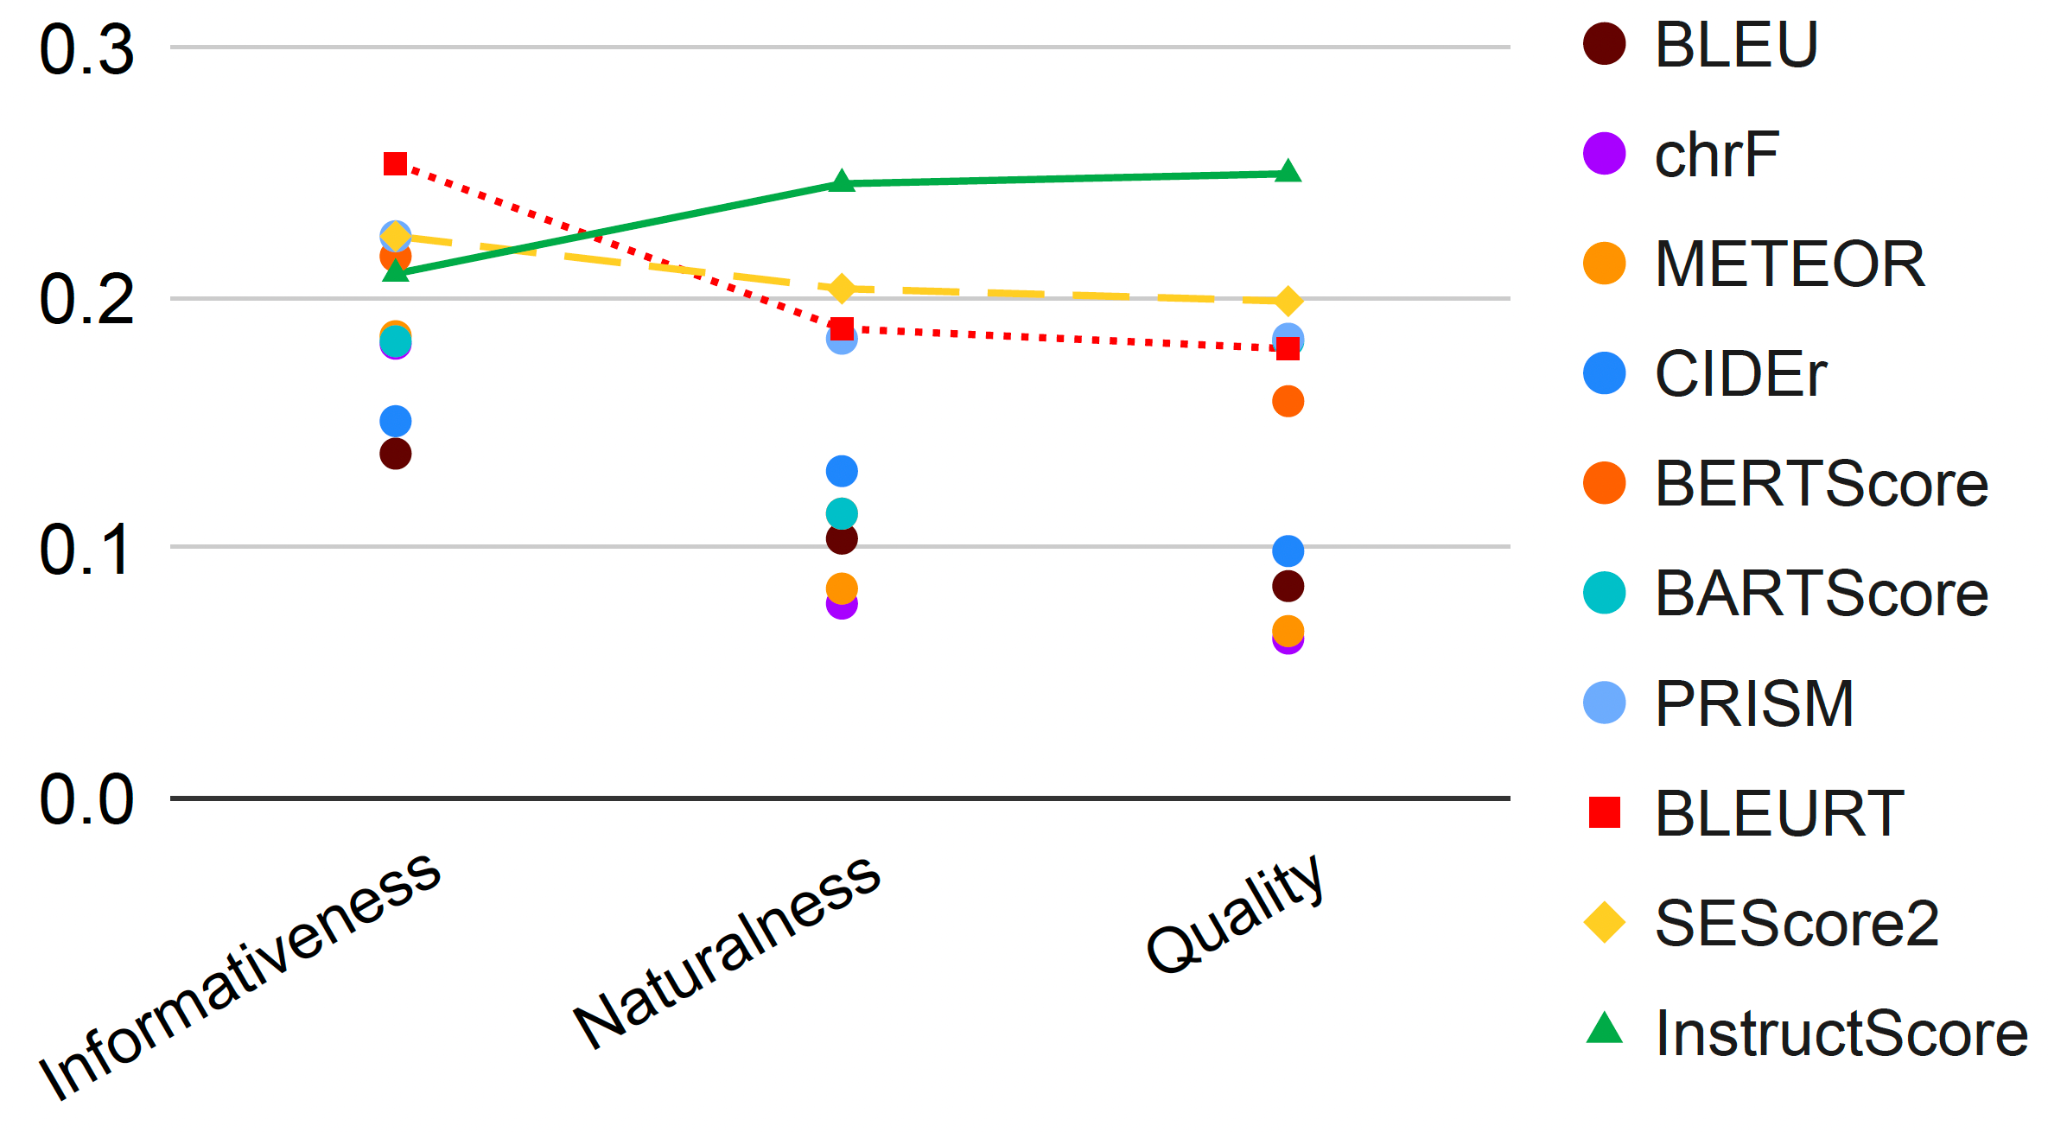 0.3
0.2
0.1
0.0
Informativeness
Naturalness
Quality
BLEU
chrF
METEOR
CIDEr
BERTScore
BARTScore
PRISM
BLEURT
SEScore2
InstructScore